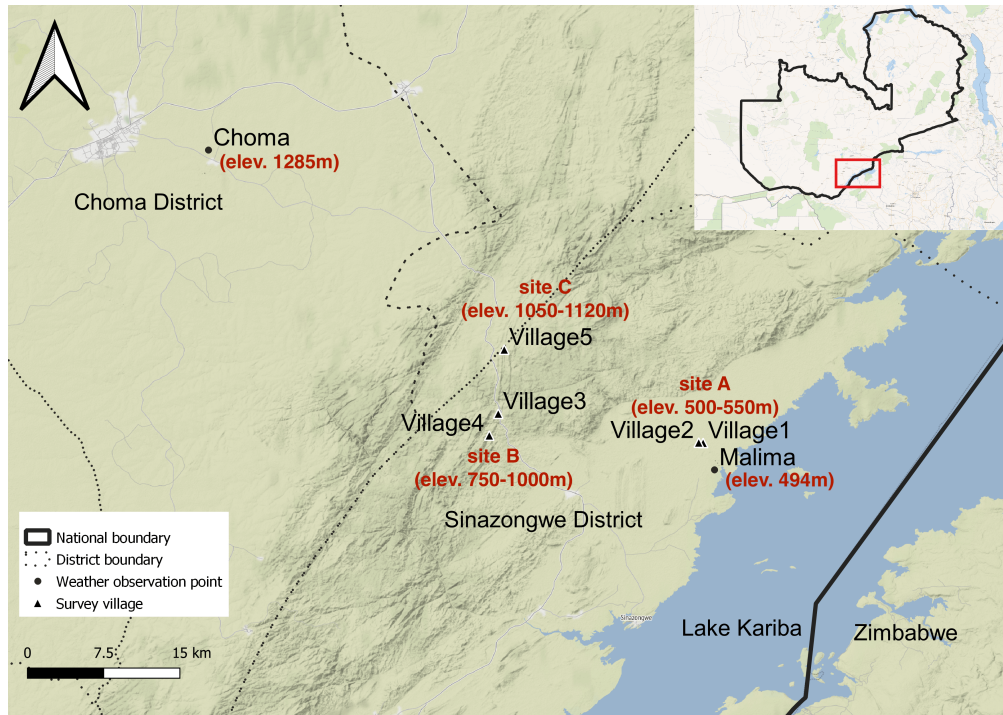 Choma
(elev. 1285m)
Choma District
site C
(elev. 1050-1120m)
Village5
site A
(elev. 500-550m)
Village3
Village4
Village2
Village1
Malima
(elev. 494m)
site B
(elev. 750-1000m)
Sinazongwe District
National boundary
District boundary
Weather observation point
Survey village
Sinazongwe
Lake Kariba
Zimbabwe
0
7.5
15 km